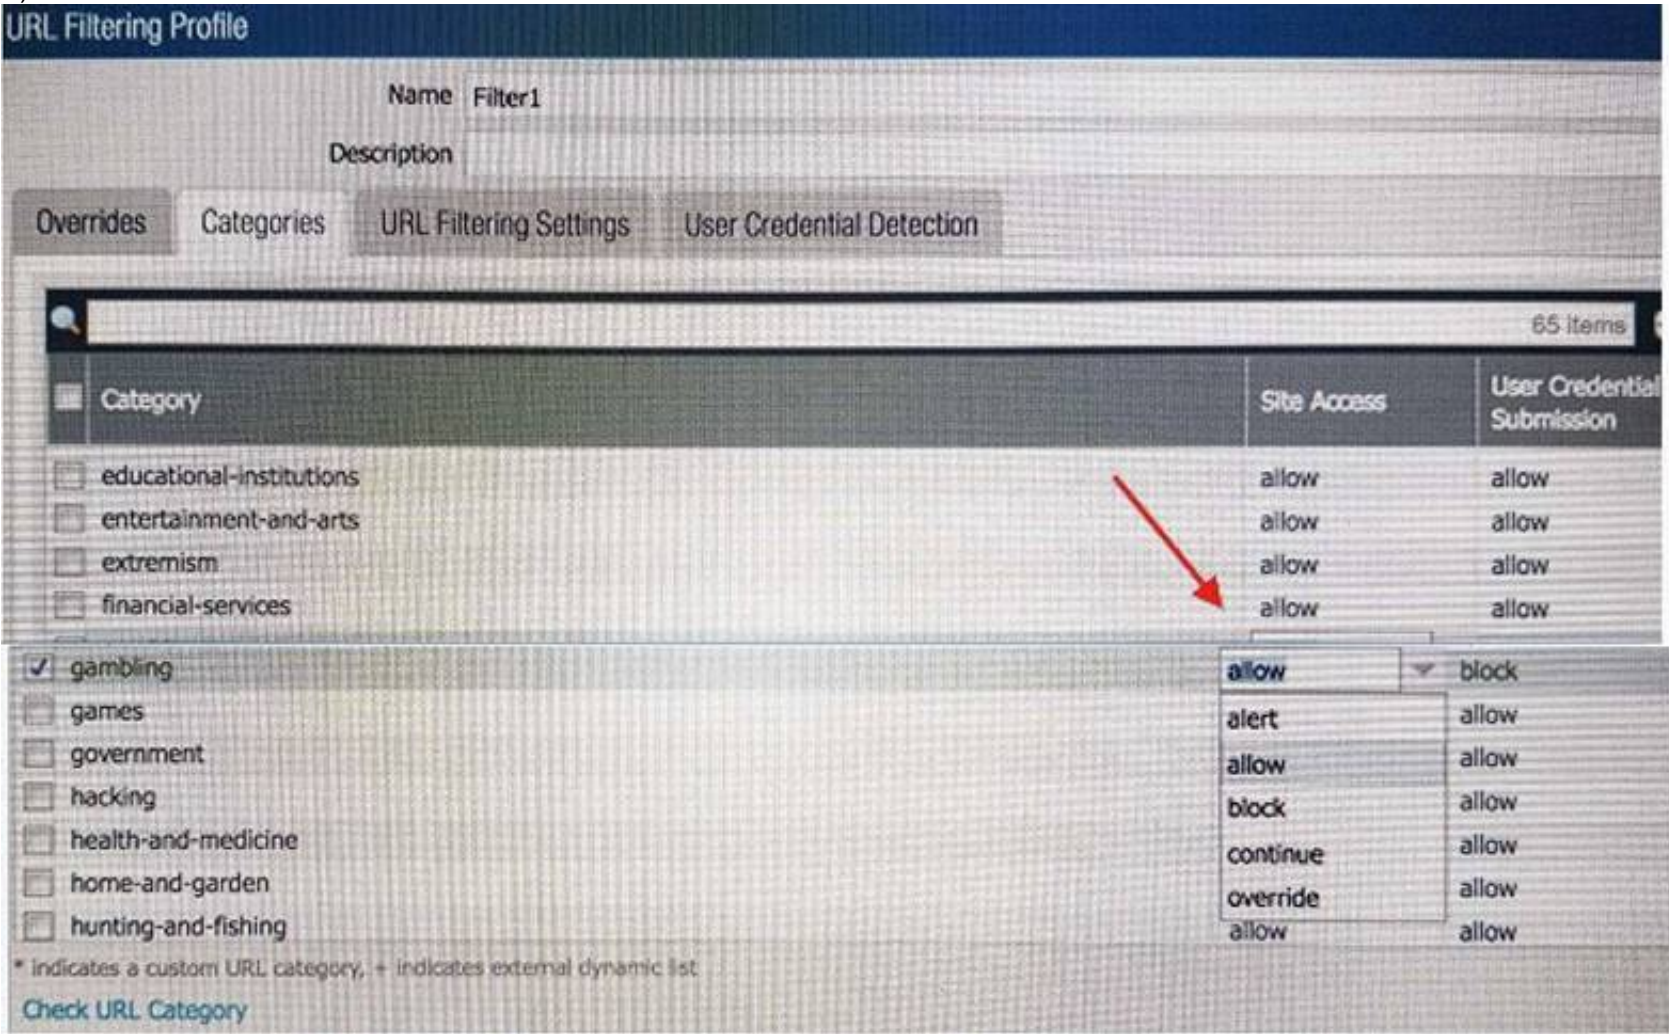 URL Filtering Profile
Name Filter1
Description
Overrides Categories URL Filtering Settings User Credential Detection
65 items
Category Site Access User Credential Submission
educational-institutions allow allow
entertainment-and-arts allow allow
extremism allow allow
financial-services allow allow
gambling allow block
games alert allow
government allow allow
hacking block allow
health-and-medicine continue allow
home-and-garden override allow
hunting-and-fishing allow allow
* indicates a custom URL category, + indicates external dynamic list
Check URL Category